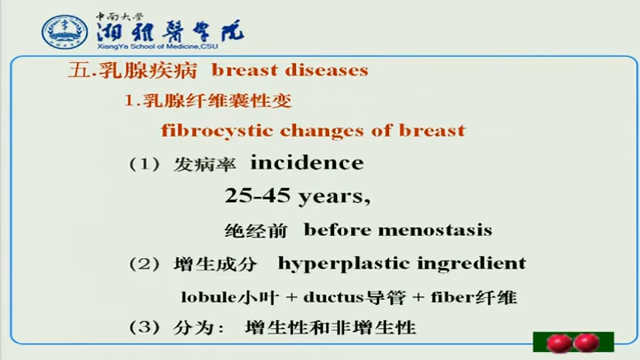 中南大学
湘雅醫學院
XiangYa School of Medicine,CSU
五.乳腺疾病 breast diseases
1.乳腺纤维囊性变
fibrocystic changes of breast
(1) 发病率 incidence
25-45 years,
绝经前 before menostasis
(2) 增生成分 hyperplastic ingredient
lobule小叶 + ductus导管 + fiber纤维
(3) 分为: 增生性和非增生性